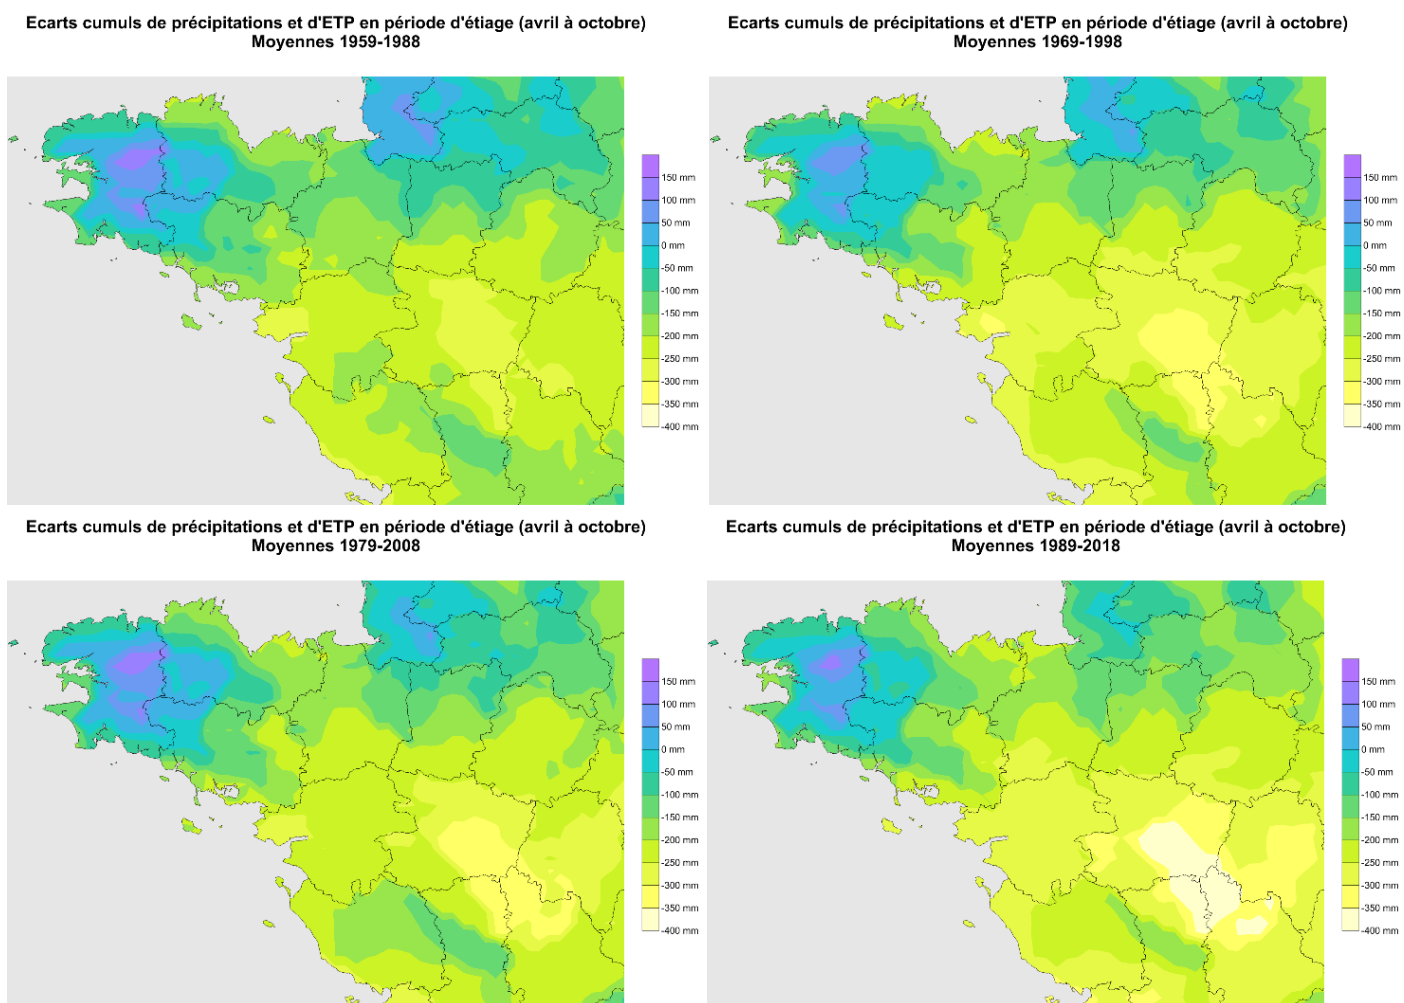 Ecarts cumuls de précipitations et d'ETP en période d'étiage (avril à octobre)
Moyennes 1959-1988
150 mm
100 mm
50 mm
0 mm
-50 mm
-100 mm
-150 mm
-200 mm
-250 mm
-300 mm
-350 mm
-400 mm
Ecarts cumuls de précipitations et d'ETP en période d'étiage (avril à octobre)
Moyennes 1969-1998
150 mm
100 mm
50 mm
0 mm
-50 mm
-100 mm
-150 mm
-200 mm
-250 mm
-300 mm
-350 mm
-400 mm
Ecarts cumuls de précipitations et d'ETP en période d'étiage (avril à octobre)
Moyennes 1979-2008
150 mm
100 mm
50 mm
0 mm
-50 mm
-100 mm
-150 mm
-200 mm
-250 mm
-300 mm
-350 mm
-400 mm
Ecarts cumuls de précipitations et d'ETP en période d'étiage (avril à octobre)
Moyennes 1989-2018
150 mm
100 mm
50 mm
0 mm
-50 mm
-100 mm
-150 mm
-200 mm
-250 mm
-300 mm
-350 mm
-400 mm